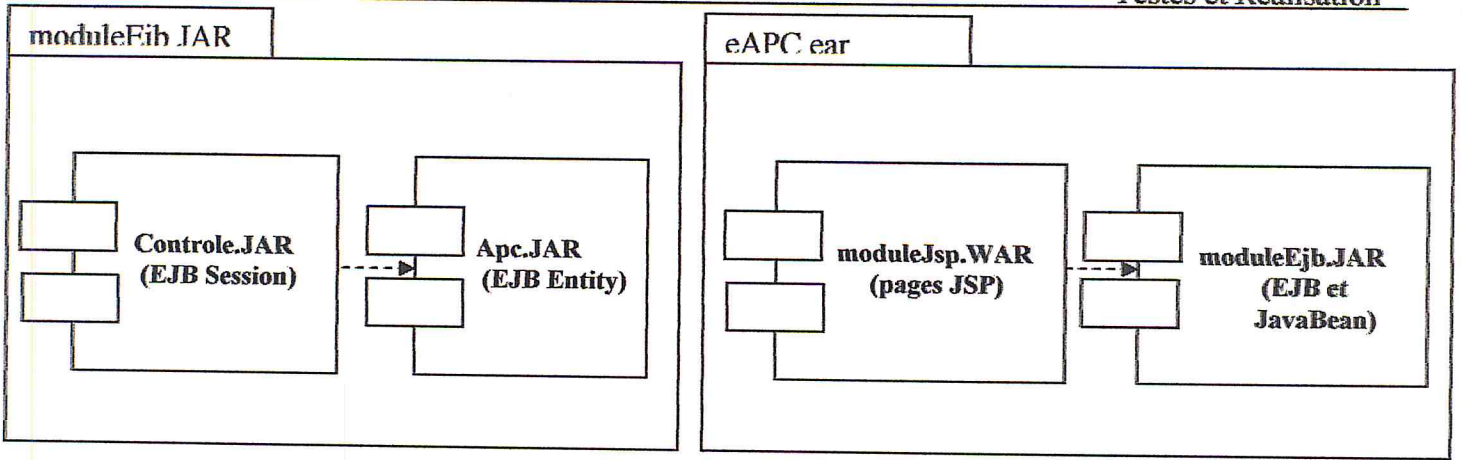 moduleEjb JAR
eAPC ear
Controle.JAR
(EJB Session)
Apc.JAR
(EJB Entity)
moduleJsp.WAR
(pages JSP)
moduleEjb.JAR
(EJB et
JavaBean)